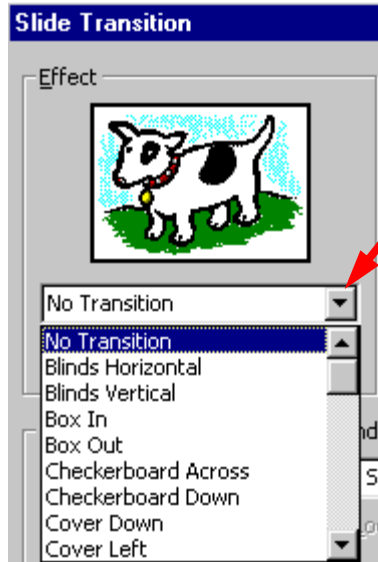 Slide Transition
Effect
No Transition
No Transition
Blinds Horizontal
Blinds Vertical
Box In
Box Out
Checkerboard Across
Checkerboard Down
Cover Down
Cover Left